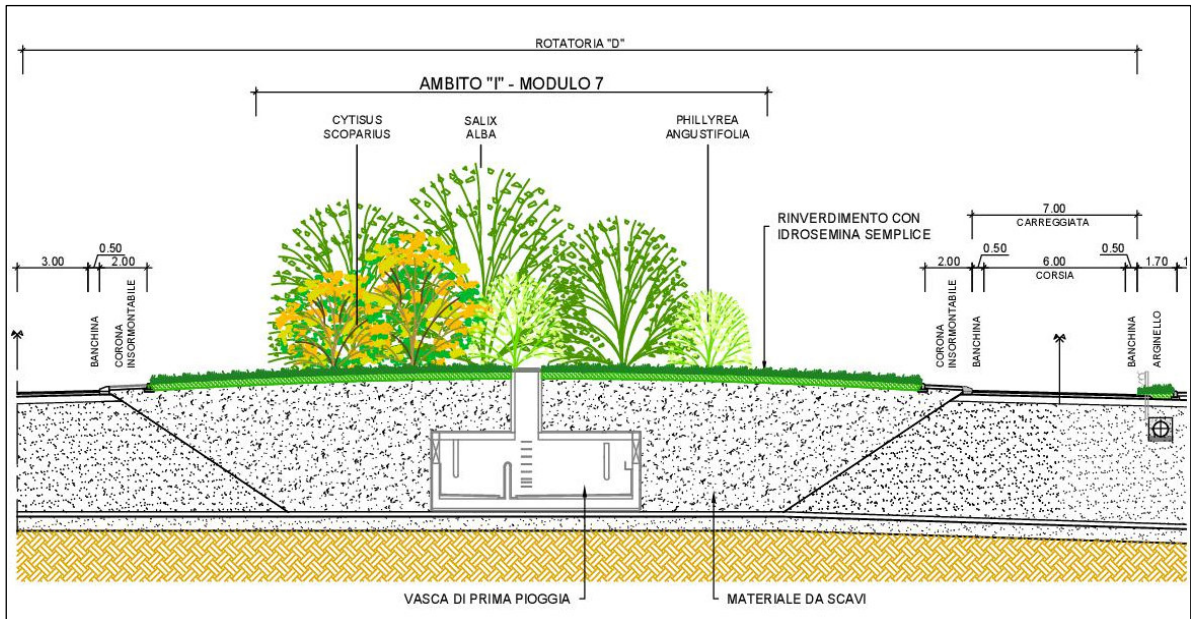 ROTATORIA "D"
AMBITO "I" - MODULO 7
CYTISUS
SCOPARIUS
SALIX
ALBA
PHILLYREA
ANGUSTIFOLIA
RINVERDIMENTO CON
IDROSEMINA SEMPLICE
7.00
CARREGGIATA
3.00
0.50
2.00
2.00
0.50
6.00
CORSIA
0.50
1.70
BANCHINA
CORONA
INSORMONTABILE
CORONA
INSORMONTABILE
BANCHINA
BANCHINA
ARGINELLO
VASCA DI PRIMA PIOGGIA
MATERIALE DA SCAVI